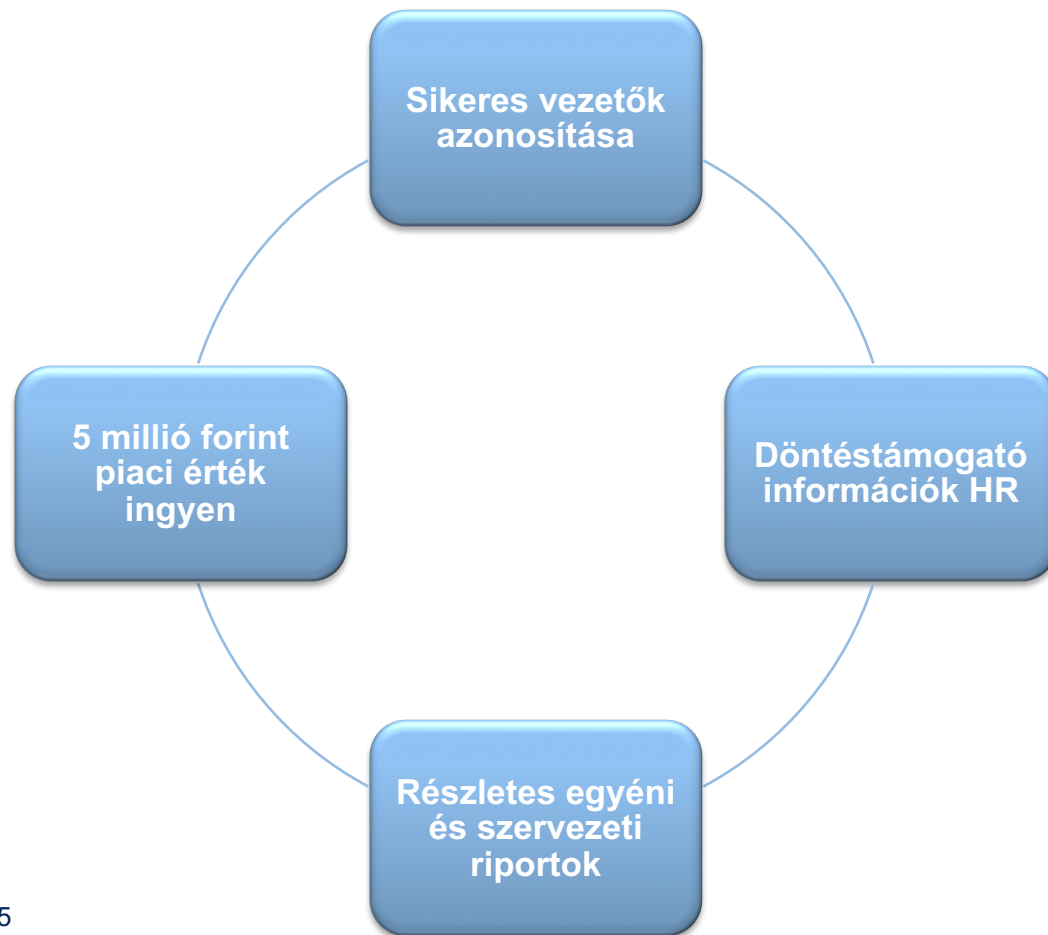 Sikeres vezetők
azonosítása
5 millió forint
piaci érték
ingyen
Döntéstámogató
információk HR
Részletes egyéni
és szervezeti
riportok
5